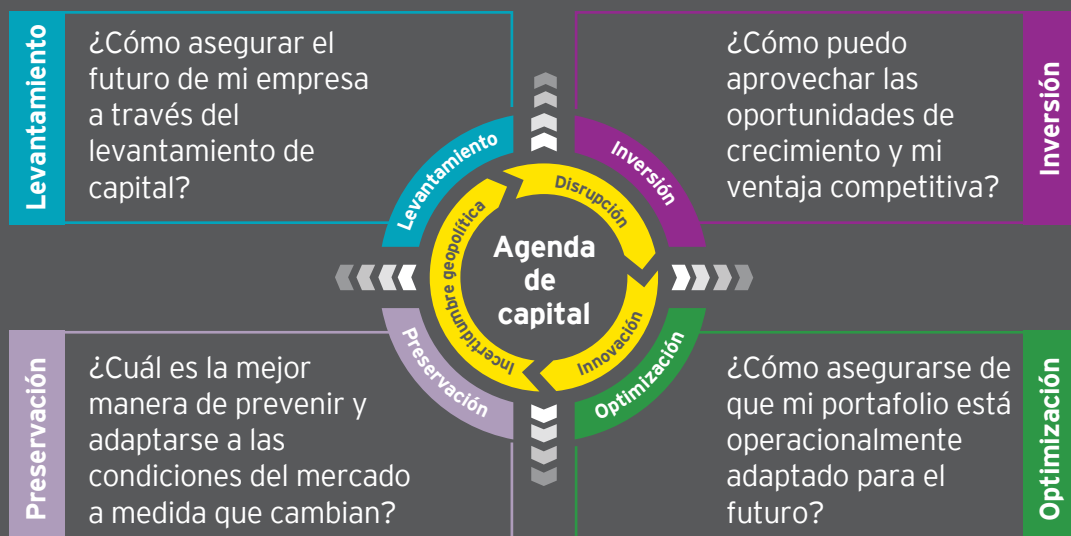 Levantamiento
¿Cómo asegurar el
futuro de mi empresa
a través del
levantamiento de
capital?
¿Cómo puedo
aprovechar las
oportunidades de
crecimiento y mi
ventaja competitiva?
Inversión
Levantamiento
Inversión
Disrupción
Incertidumbre geopolítica
Agenda
de
capital
Innovación
Preservación
Optimización
Preservación
¿Cuál es la mejor
manera de prevenir y
adaptarse a las
condiciones del mercado
a medida que cambian?
¿Cómo asegurarse de
que mi portafolio está
operacionalmente
adaptado para el
futuro?
Optimización